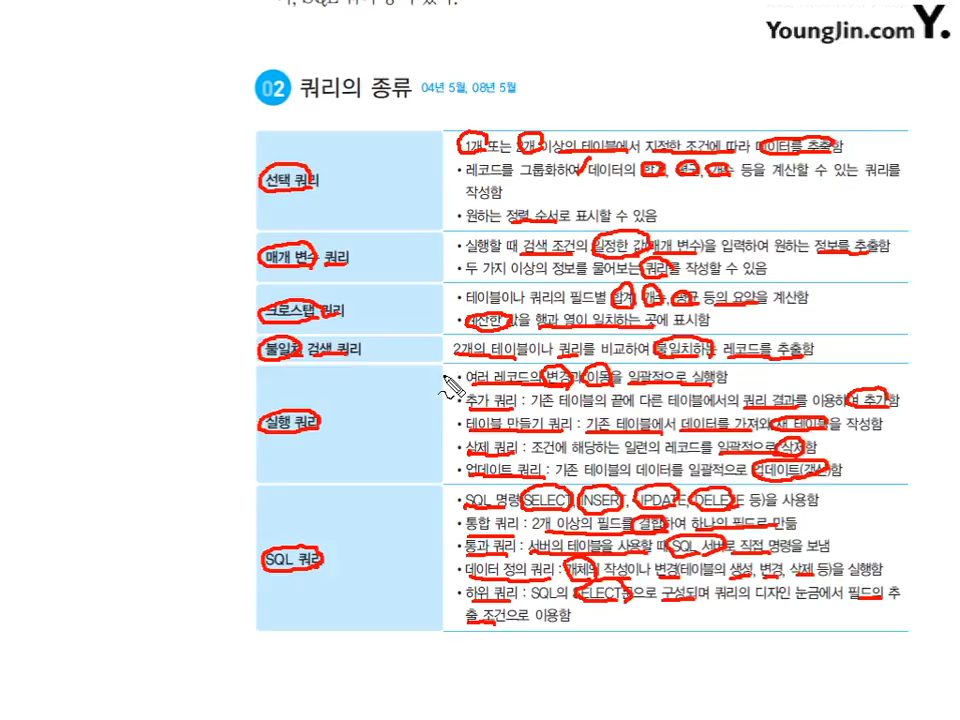 YoungJin.com Y.
02 쿼리의 종류 04년 5월, 08년 5월
선택 쿼리
• 1개 또는 2개 이상의 테이블에서 지정한 조건에 따라 데이터를 추출함
• 레코드를 그룹화하여 데이터의 합계, 평균, 개수 등을 계산할 수 있는 쿼리를
작성함
• 원하는 정렬 순서로 표시할 수 있음
매개 변수 쿼리
• 실행할 때 검색 조건의 일정한 값(매개 변수)을 입력하여 원하는 정보를 추출함
• 두 가지 이상의 정보를 물어보는 쿼리를 작성할 수 있음
크로스탭 쿼리
• 테이블이나 쿼리의 필드별 합계, 개수, 평균 등의 요약을 계산함
• 계산한 값을 행과 열이 일치하는 곳에 표시함
불일치 검색 쿼리
2개의 테이블이나 쿼리를 비교하여 불일치하는 레코드를 추출함
실행 쿼리
• 여러 레코드의 변경과 이동을 일괄적으로 실행함
• 추가 쿼리 : 기존 테이블의 끝에 다른 테이블에서의 쿼리 결과를 이용하여 추가함
• 테이블 만들기 쿼리 : 기존 테이블에서 데이터를 가져와 새 테이블을 작성함
• 삭제 쿼리 : 조건에 해당하는 일련의 레코드를 일괄적으로 삭제함
• 업데이트 쿼리 : 기존 테이블의 데이터를 일괄적으로 업데이트(갱신)함
SQL 쿼리
• SQL 명령(SELECT, INSERT, UPDATE, DELETE 등)을 사용함
• 통합 쿼리 : 2개 이상의 필드를 결합하여 하나의 필드로 만듦
• 통과 쿼리 : 서버의 테이블을 사용할 때 SQL 서버로 직접 명령을 보냄
• 데이터 정의 쿼리 : 개체의 작성이나 변경(테이블의 생성, 변경, 삭제 등)을 실행함
• 하위 쿼리 : SQL의 SELECT문으로 구성되며 쿼리의 디자인 눈금에서 필드의 추
출 조건으로 이용함